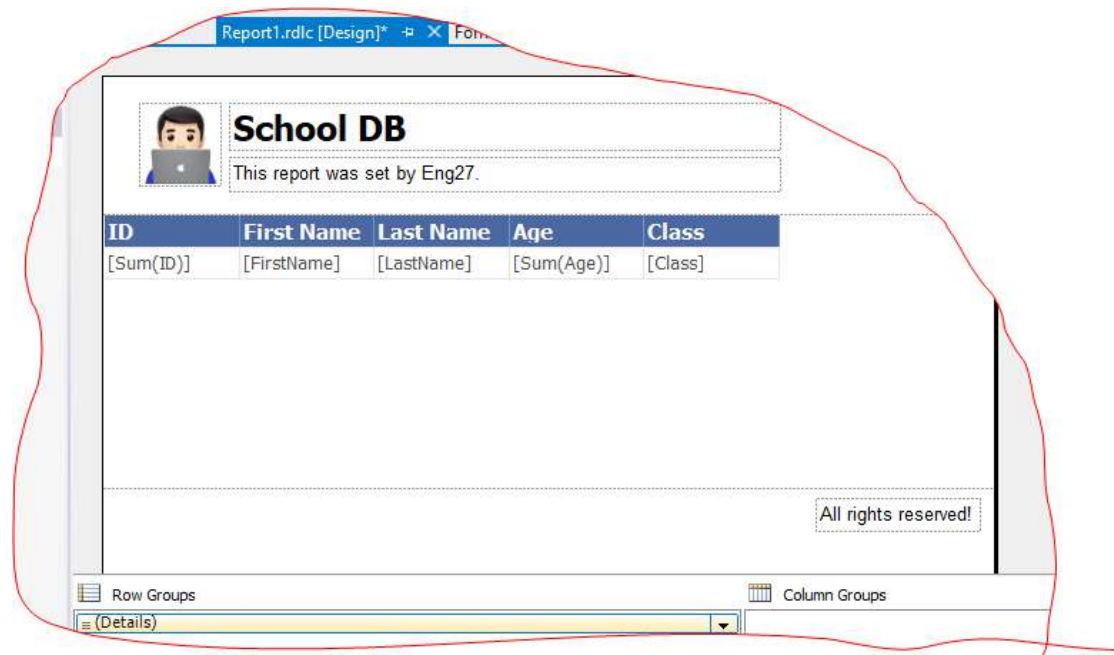 Report1.rdlc [Design]*
School DB
This report was set by Eng27.
ID First Name Last Name Age Class
[Sum(ID)] [FirstName] [LastName] [Sum(Age)] [Class]
All rights reserved!
Row Groups Column Groups
(Details)